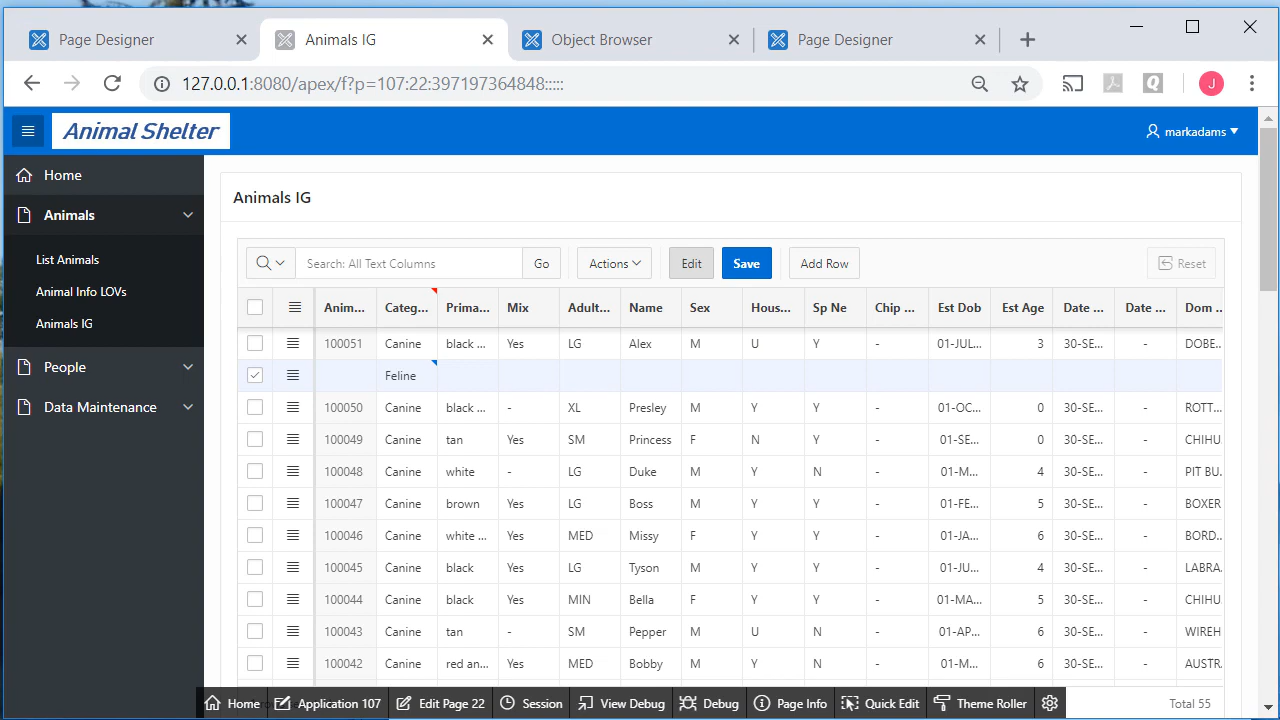 Page Designer Animals IG Object Browser Page Designer
127.0.0.1:8080/apex/f?p=107:22:397197364848:::::
J
Animal Shelter markadams
Home
Animals
List Animals
Animal Info LOVs
Animals IG
People
Data Maintenance
Animals IG
Search: All Text Columns Go Actions Edit Save Add Row Reset
Anim... Categ... Prima... Mix Adult... Name Sex Hous... Sp Ne Chip ... Est Dob Est Age Date ... Date ... Dom ...
100051 Canine black ... Yes LG Alex M U Y - 01-JUL... 3 30-SE... - DOBE...
Feline
100050 Canine black ... - XL Presley M Y Y - 01-OC... 0 30-SE... - ROTT...
100049 Canine tan Yes SM Princess F N Y - 01-SE... 0 30-SE... - CHIHU
100048 Canine white - LG Duke M Y N - 01-M... 4 30-SE... - PIT BU.
100047 Canine brown Yes LG Boss M Y Y - 01-FE... 5 30-SE... - BOXER
100046 Canine white ... Yes MED Missy F Y Y - 01-JA... 6 30-SE... - BORD...
100045 Canine black Yes LG Tyson M Y Y - 01-JU... 4 30-SE... - LABRA.
100044 Canine black Yes MIN Bella F Y Y - 01-MA... 5 30-SE... - CHIHU
100043 Canine tan - SM Pepper M U N - 01-AP... 6 30-SE... - WIREH
100042 Canine red an... Yes MED Bobby M Y N - 01-M... 6 30-SE... - AUSTR.
Home Application 107 Edit Page 22 Session View Debug Debug Page Info Quick Edit Theme Roller Total 55